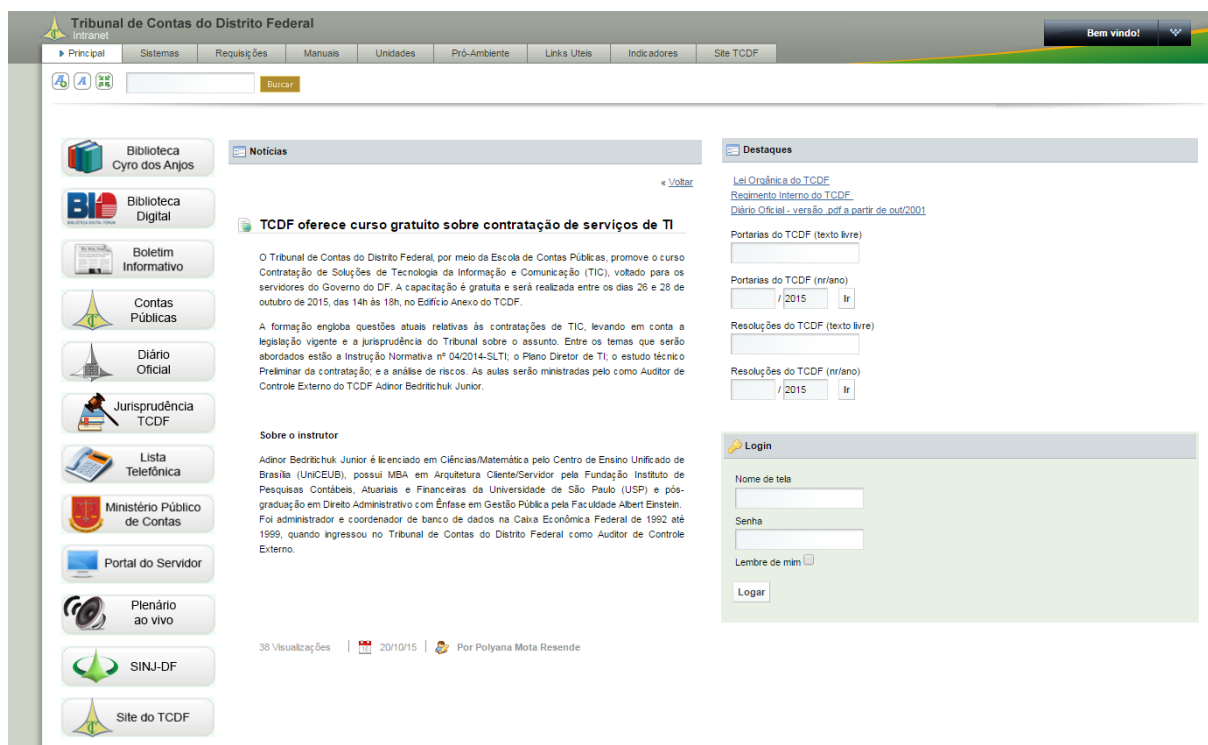 Tribunal de Contas do Distrito Federal
Intranet
Bem vindo!
Principal
Sistemas
Requisições
Manuais
Unidades
Pró-Ambiente
Links Uteis
Indicadores
Site TCDF
Buscar
Biblioteca
Cyro dos Anjos
Biblioteca
Digital
Boletim
Informativo
Contas
Públicas
Diário
Oficial
Jurisprudência
TCDF
Lista
Telefônica
Ministério Público
de Contas
Portal do Servidor
Plenário
ao vivo
SINJ-DF
Site do TCDF
Notícias
« Voltar
TCDF oferece curso gratuito sobre contratação de serviços de TI
O Tribunal de Contas do Distrito Federal, por meio da Escola de Contas Públicas, promove o curso
Contratação de Soluções de Tecnologia da Informação e Comunicação (TIC), voltado para os
servidores do Governo do DF. A capacitação é gratuita e será realizada entre os dias 26 e 28 de
outubro de 2015, das 14h às 18h, no Edifício Anexo do TCDF.
A formação engloba questões atuais relativas às contratações de TIC, levando em conta a
legislação vigente e a jurisprudência do Tribunal sobre o assunto. Entre os temas que serão
abordados estão a Instrução Normativa nº 04/2014-SLTI; o Plano Diretor de TI; o estudo técnico
Preliminar da contratação; e a análise de riscos. As aulas serão ministradas pelo como Auditor de
Controle Externo do TCDF Adinor Bedritichuk Junior.
Sobre o instrutor
Adinor Bedritichuk Junior é licenciado em Ciências/Matemática pelo Centro de Ensino Unificado de
Brasília (UniCEUB), possui MBA em Arquitetura Cliente/Servidor pela Fundação Instituto de
Pesquisas Contábeis, Atuariais e Financeiras da Universidade de São Paulo (USP) e pós-
graduação em Direito Administrativo com Ênfase em Gestão Pública pela Faculdade Albert Einstein.
Foi administrador e coordenador de banco de dados na Caixa Econômica Federal de 1992 até
1999, quando ingressou no Tribunal de Contas do Distrito Federal como Auditor de Controle
Externo.
38 Visualizações
20/10/15
Por Polyana Mota Resende
Destaques
Lei Orgânica do TCDF
Regimento Interno do TCDF
Diário Oficial - versão .pdf a partir de out/2001
Portarias do TCDF (texto livre)
Portarias do TCDF (nr/ano)
/ 2015 Ir
Resoluções do TCDF (texto livre)
Resoluções do TCDF (nr/ano)
/ 2015 Ir
Login
Nome de tela
Senha
Lembre de mim
Logar